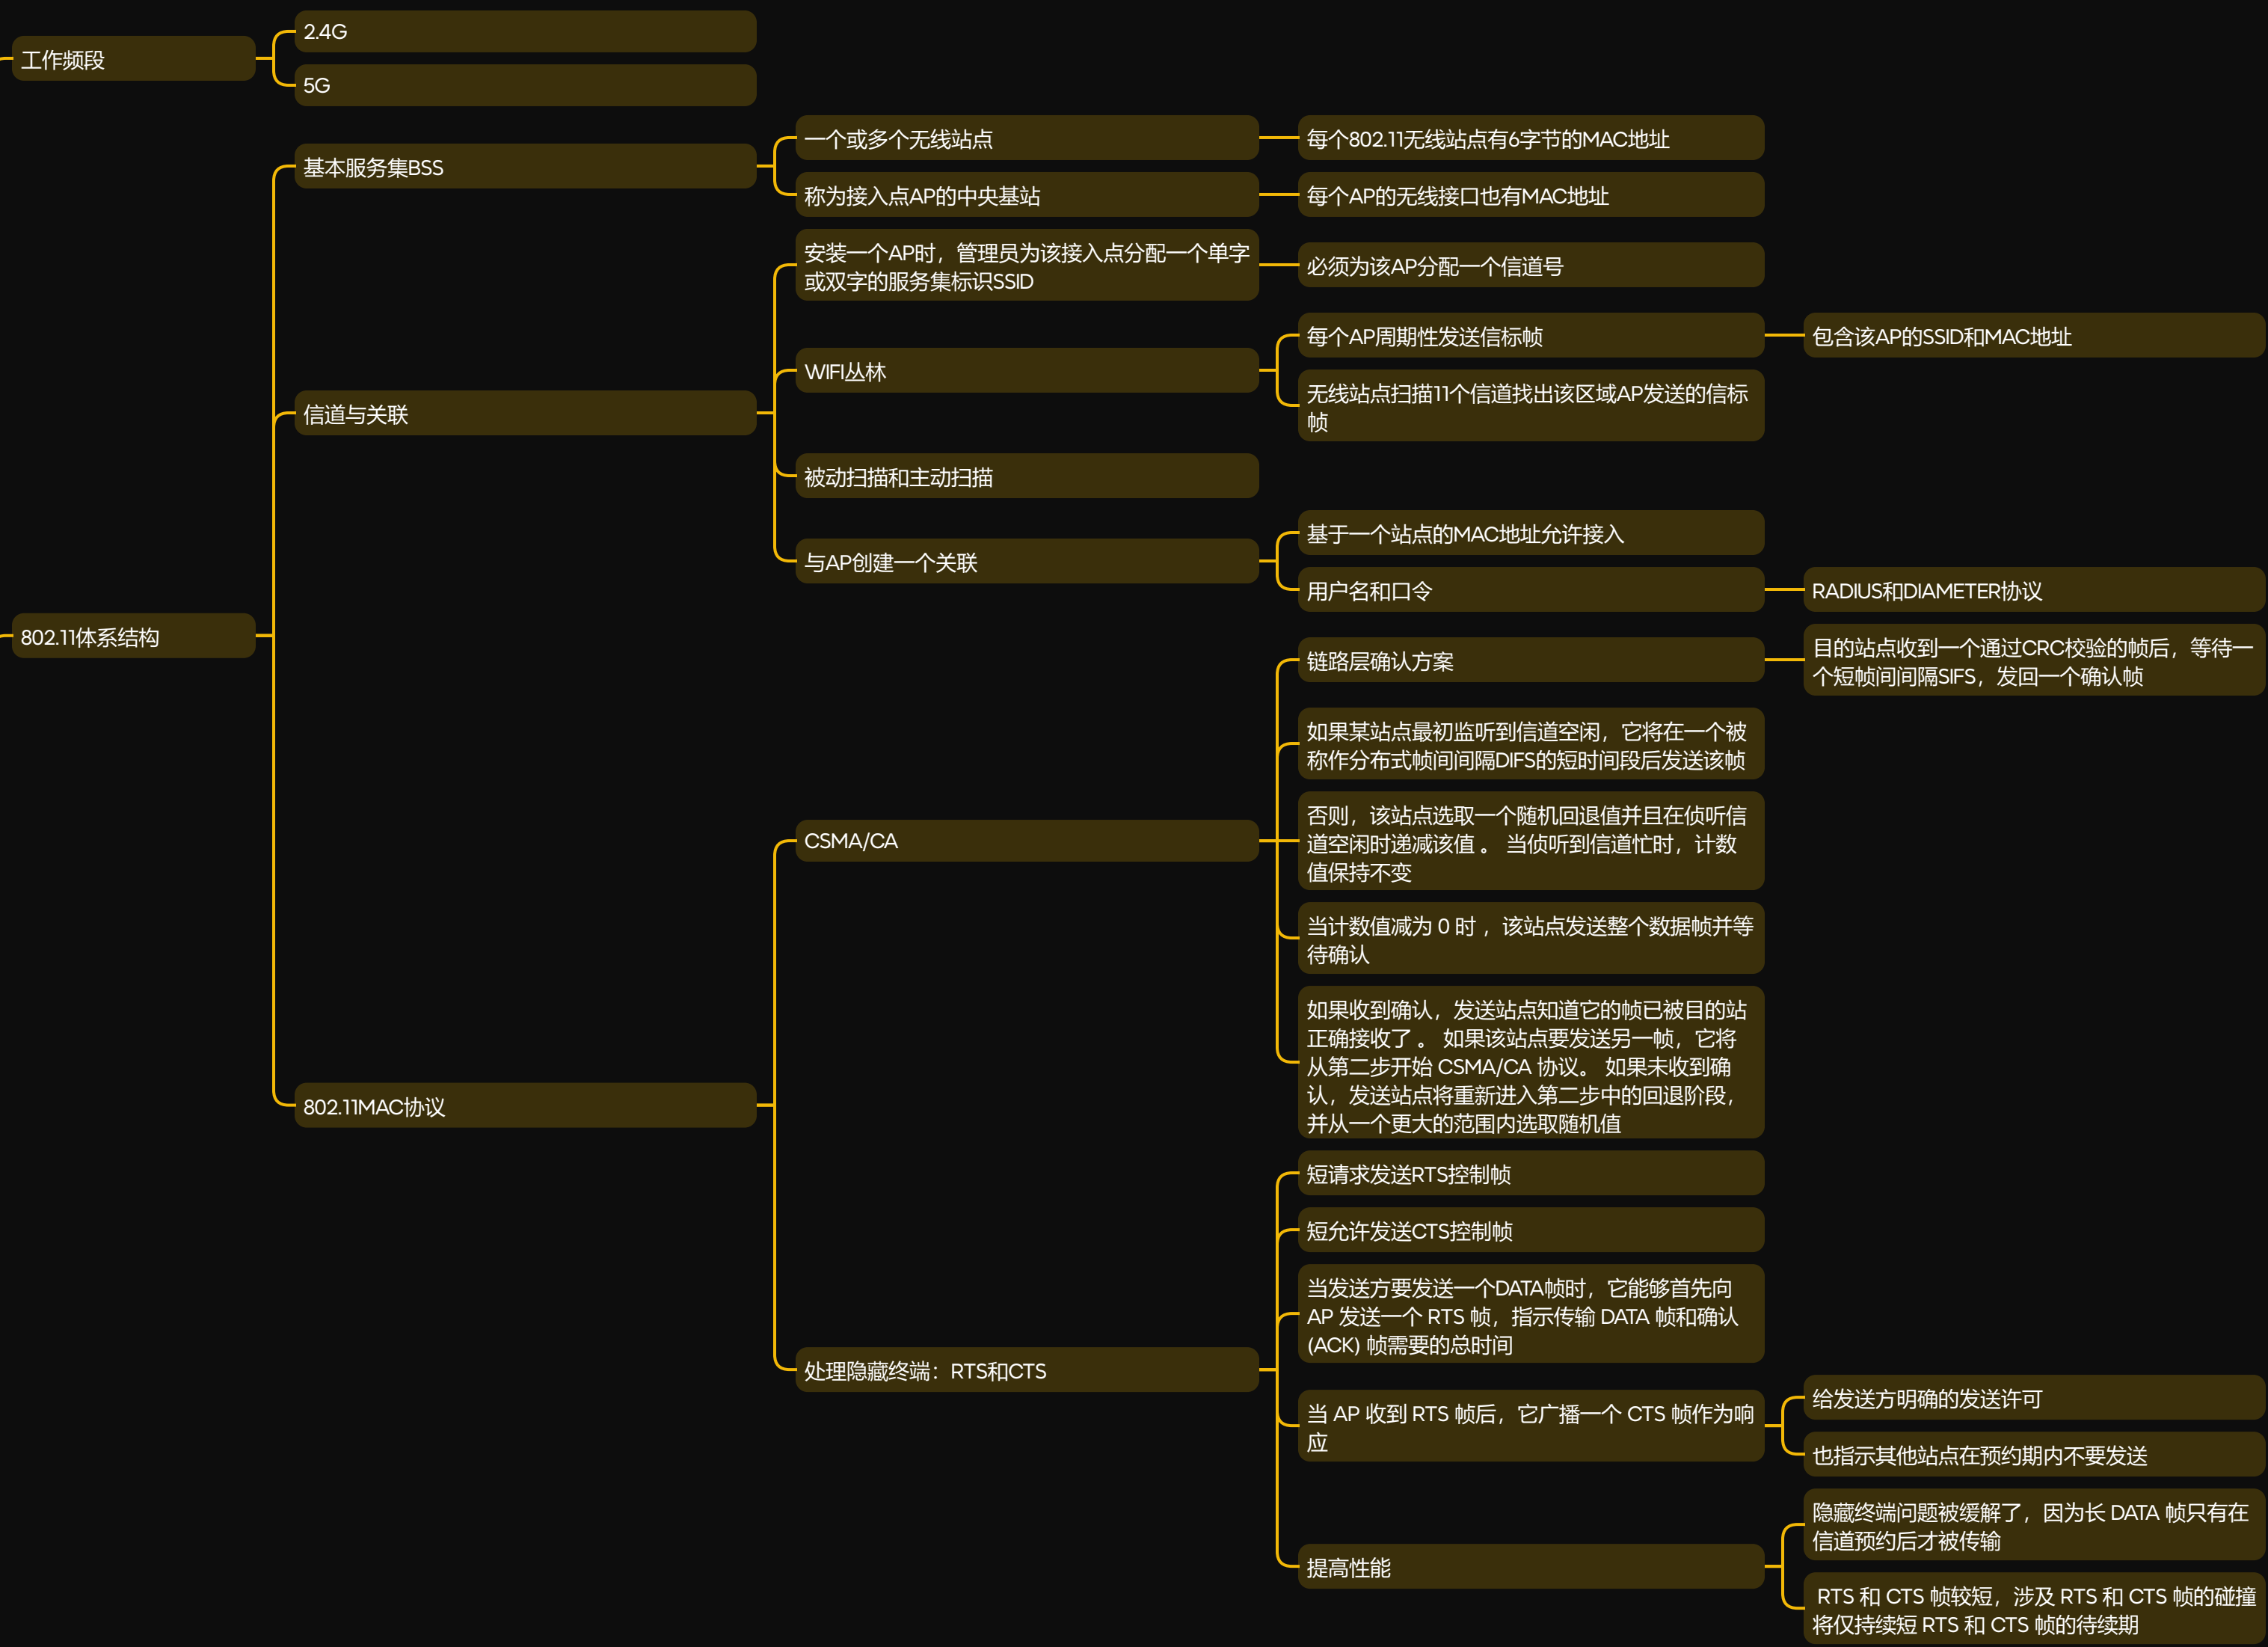 工作频段
2.4G
5G
802.11体系结构
基本服务集BSS
一个或多个无线站点
每个802.11无线站点有6字节的MAC地址
称为接入点AP的中央基站
每个AP的无线接口也有MAC地址
信道与关联
安装一个AP时，管理员为该接入点分配一个单字
或双字的服务集标识SSID
必须为该AP分配一个信道号
WIFI丛林
每个AP周期性发送信标帧
包含该AP的SSID和MAC地址
无线站点扫描11个信道找出该区域AP发送的信标
帧
被动扫描和主动扫描
与AP创建一个关联
基于一个站点的MAC地址允许接入
用户名和口令
RADIUS和DIAMETER协议
802.11MAC协议
CSMA/CA
链路层确认方案
目的站点收到一个通过CRC校验的帧后，等待一
个短帧间间隔SIFS，发回一个确认帧
如果某站点最初监听到信道空闲，它将在一个被
称作分布式帧间间隔DIFS的短时间段后发送该帧
否则，该站点选取一个随机回退值并且在侦听信
道空闲时递减该值 。 当侦听到信道忙时，计数
值保持不变
当计数值减为 0 时 ，该站点发送整个数据帧并等
待确认
如果收到确认，发送站点知道它的帧已被目的站
正确接收了 。 如果该站点要发送另一帧，它将
从第二步开始 CSMA/CA 协议。 如果未收到确
认，发送站点将重新进入第二步中的回退阶段，
并从一个更大的范围内选取随机值
处理隐藏终端：RTS和CTS
短请求发送RTS控制帧
短允许发送CTS控制帧
当发送方要发送一个DATA帧时，它能够首先向
AP 发送一个 RTS 帧，指示传输 DATA 帧和确认
(ACK) 帧需要的总时间
当 AP 收到 RTS 帧后，它广播一个 CTS 帧作为响
应
给发送方明确的发送许可
也指示其他站点在预约期内不要发送
提高性能
隐藏终端问题被缓解了，因为长 DATA 帧只有在
信道预约后才被传输
RTS 和 CTS 帧较短，涉及 RTS 和 CTS 帧的碰撞
将仅持续短 RTS 和 CTS 帧的待续期